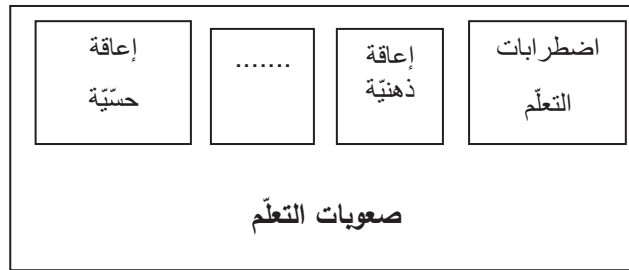 اضطرابات
التعلّم
إعاقة
ذهنيّة
.......
إعاقة
حسّيّة
صعوبات التعلّم